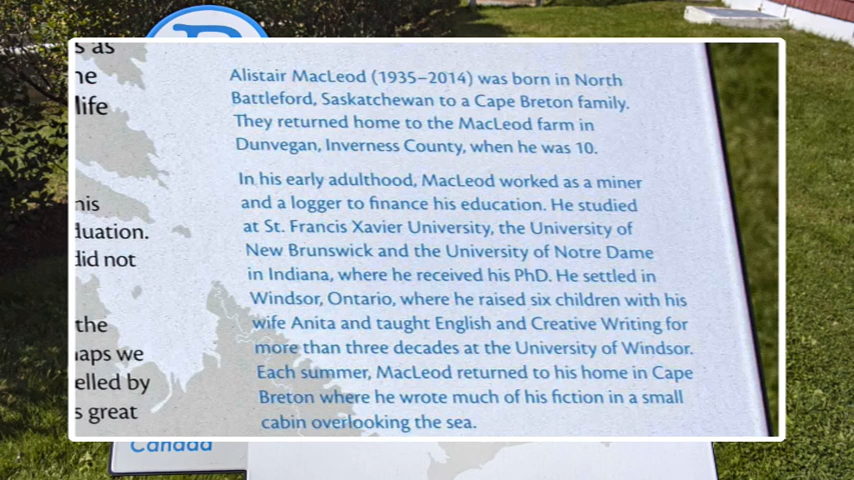 s as
ne
life
his
duation.
did not
the
haps we
elled by
s great
Alistair MacLeod (1935–2014) was born in North
Battleford, Saskatchewan to a Cape Breton family.
They returned home to the MacLeod farm in
Dunvegan, Inverness County, when he was 10.
In his early adulthood, MacLeod worked as a miner
and a logger to finance his education. He studied
at St. Francis Xavier University, the University of
New Brunswick and the University of Notre Dame
in Indiana, where he received his PhD. He settled in
Windsor, Ontario, where he raised six children with his
wife Anita and taught English and Creative Writing for
more than three decades at the University of Windsor.
Each summer, MacLeod returned to his home in Cape
Breton where he wrote much of his fiction in a small
cabin overlooking the sea.
Canada